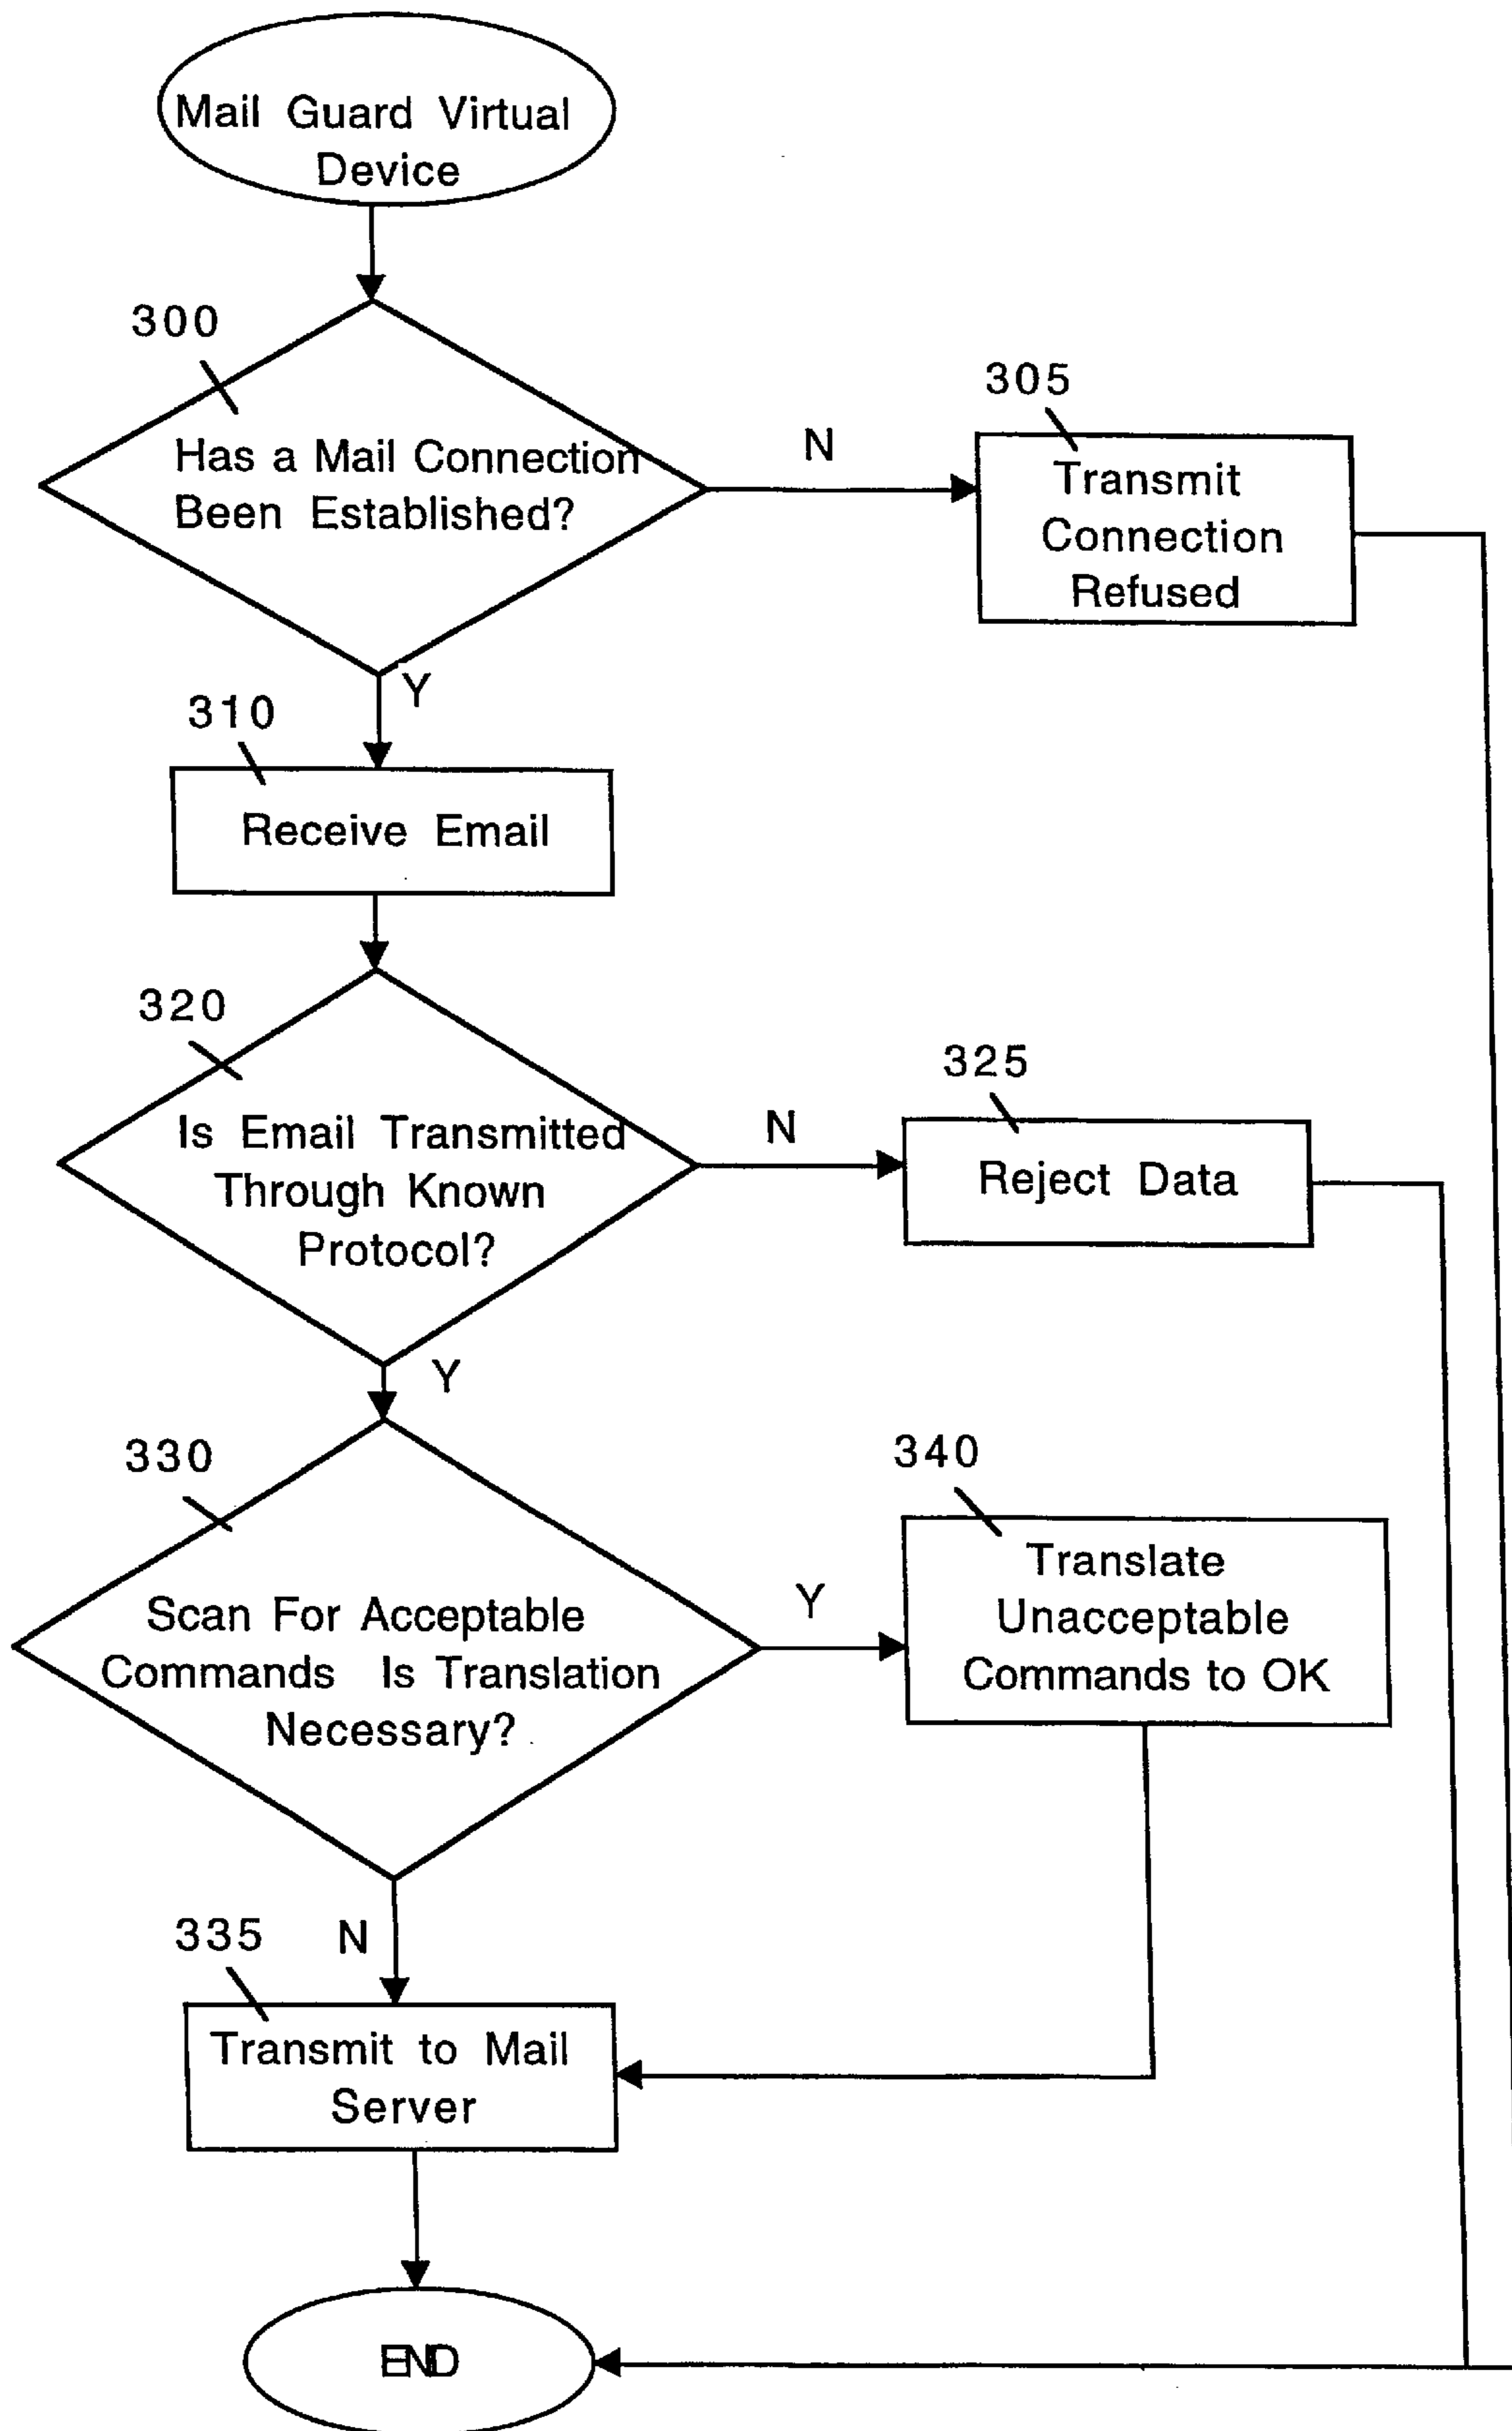 Mail Guard Virtual
Device
300
Has a Mail Connection
Been Established?
N
305
Transmit
Connection
Refused
Y
310
Receive Email
320
Is Email Transmitted
Through Known
Protocol?
N
325
Reject Data
Y
330
Scan For Acceptable
Commands Is Translation
Necessary?
Y
340
Translate
Unacceptable
Commands to OK
N
335
Transmit to Mail
Server
END